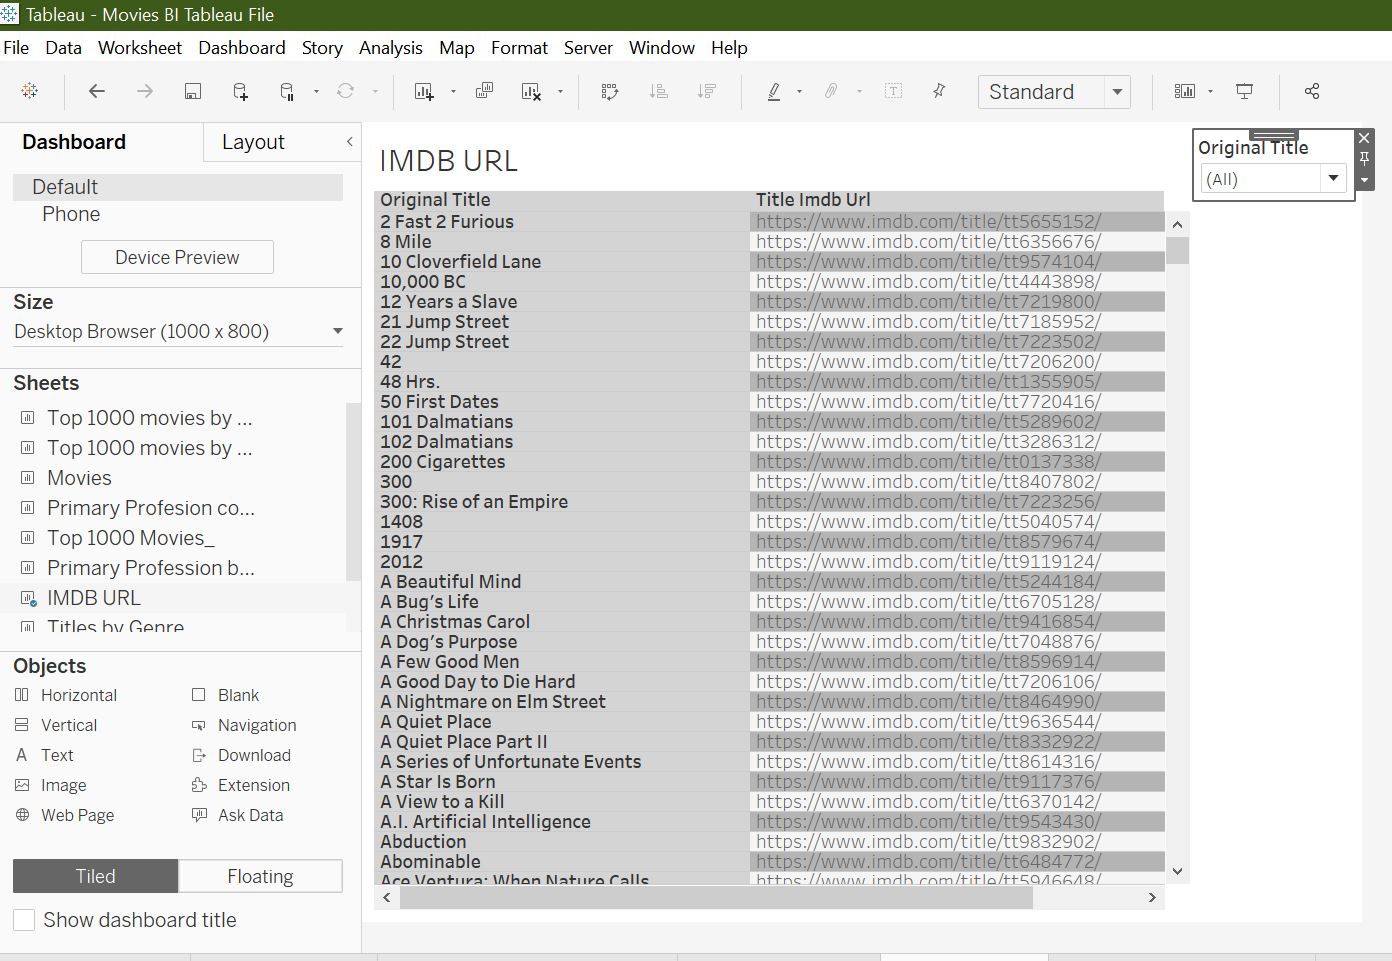 Tableau - Movies BI Tableau File
File Data Worksheet Dashboard Story Analysis Map Format Server Window Help
Standard
Dashboard
Layout
Default
Phone
Device Preview
Size
Desktop Browser (1000 x 800)
Sheets
Top 1000 movies by ...
Top 1000 movies by ...
Movies
Primary Profesion co...
Top 1000 Movies_
Primary Profession b...
IMDB URL
Titles by Genre
Objects
Horizontal Blank
Vertical Navigation
Text Download
Image Extension
Web Page Ask Data
Tiled Floating
Show dashboard title
IMDB URL
Original Title Title Imdb Url
2 Fast 2 Furious https://www.imdb.com/title/tt5655152/
8 Mile https://www.imdb.com/title/tt6356676/
10 Cloverfield Lane https://www.imdb.com/title/tt9574104/
10,000 BC https://www.imdb.com/title/tt4443898/
12 Years a Slave https://www.imdb.com/title/tt7219800/
21 Jump Street https://www.imdb.com/title/tt7185952/
22 Jump Street https://www.imdb.com/title/tt7223502/
42 https://www.imdb.com/title/tt7206200/
48 Hrs. https://www.imdb.com/title/tt1355905/
50 First Dates https://www.imdb.com/title/tt7720416/
101 Dalmatians https://www.imdb.com/title/tt5289602/
102 Dalmatians https://www.imdb.com/title/tt3286312/
200 Cigarettes https://www.imdb.com/title/tt0137338/
300 https://www.imdb.com/title/tt8407802/
300: Rise of an Empire https://www.imdb.com/title/tt7223256/
1408 https://www.imdb.com/title/tt5040574/
1917 https://www.imdb.com/title/tt8579674/
2012 https://www.imdb.com/title/tt9119124/
A Beautiful Mind https://www.imdb.com/title/tt5244184/
A Bug's Life https://www.imdb.com/title/tt6705128/
A Christmas Carol https://www.imdb.com/title/tt9416854/
A Dog's Purpose https://www.imdb.com/title/tt7048876/
A Few Good Men https://www.imdb.com/title/tt8596914/
A Good Day to Die Hard https://www.imdb.com/title/tt7206106/
A Nightmare on Elm Street https://www.imdb.com/title/tt8464990/
A Quiet Place https://www.imdb.com/title/tt9636544/
A Quiet Place Part II https://www.imdb.com/title/tt8332922/
A Series of Unfortunate Events https://www.imdb.com/title/tt8614316/
A Star Is Born https://www.imdb.com/title/tt9117376/
A View to a Kill https://www.imdb.com/title/tt6370142/
A.I. Artificial Intelligence https://www.imdb.com/title/tt9543430/
Abduction https://www.imdb.com/title/tt9832902/
Abominable https://www.imdb.com/title/tt6484772/
Ace Ventura: When Nature Calls https://www.imdb.com/title/tt5946648/
Original Title
(All)